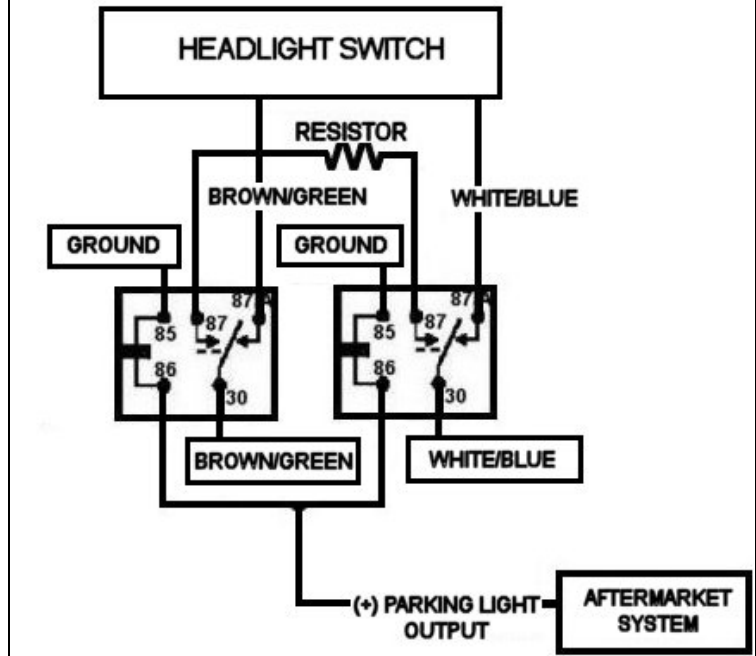 HEADLIGHT SWITCH
RESISTOR
BROWN/GREEN
WHITE/BLUE
GROUND
GROUND
85
87
87A
86
30
85
87
87A
86
30
BROWN/GREEN
WHITE/BLUE
(+) PARKING LIGHT
OUTPUT
AFTERMARKET
SYSTEM